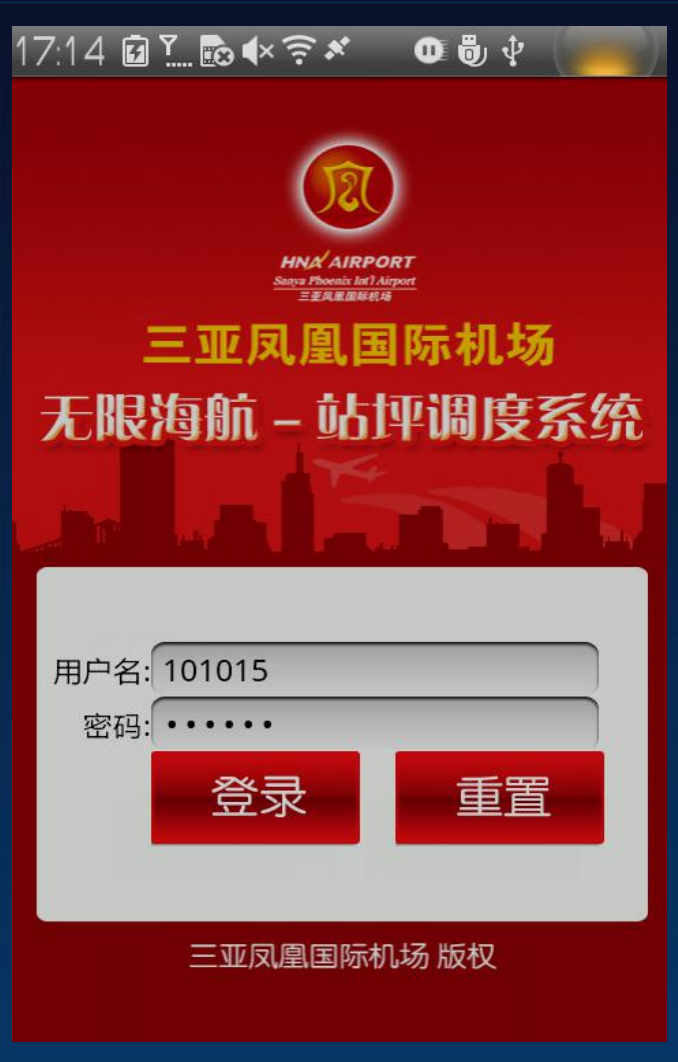 17:14
HNA AIRPORT
Sanya Phoenix Int'l Airport
三亚凤凰国际机场
三亚凤凰国际机场
无限海航 – 站坪调度系统
用户名: 101015
密码: ••••••
登录 重置
三亚凤凰国际机场 版权